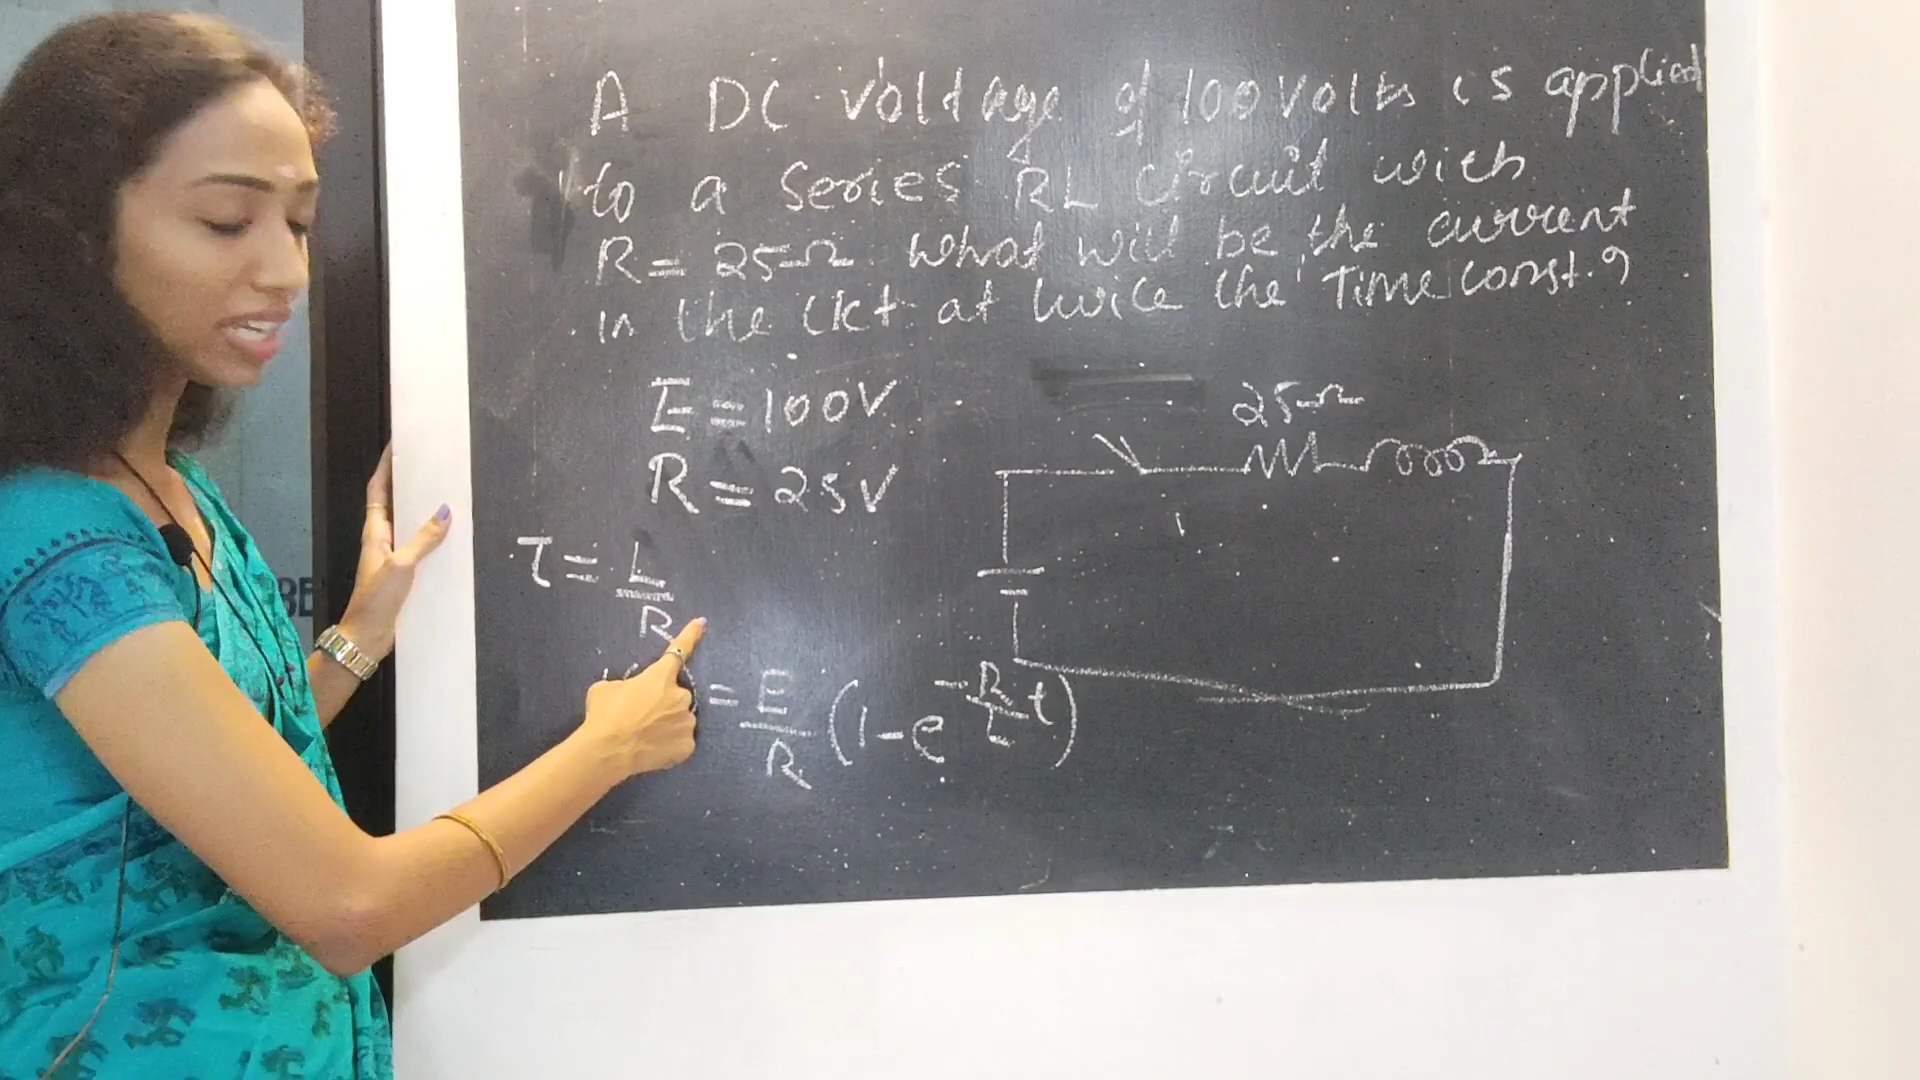 A DC voltage of 100 volts is applied
to a series RL circuit with
R = 25Ω. What will be the current
in the ckt at twice the Time const.?
E = 100V
R = 25V
25Ω
τ = L/R
= E/R (1-e^{-R/L t})